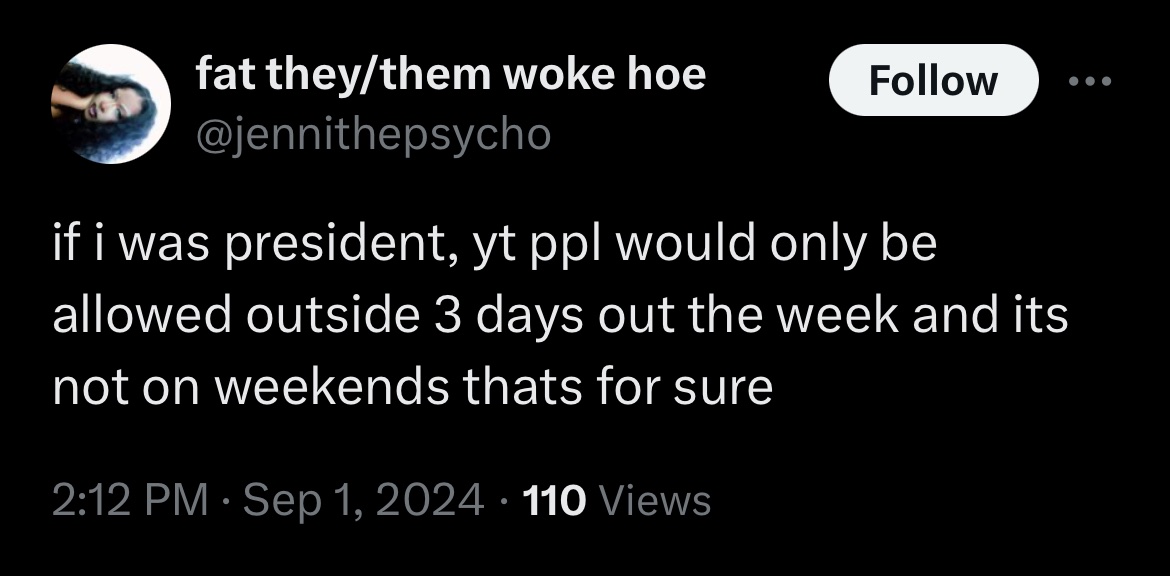 fat they/them woke hoe
Follow
@jennithepsycho
if i was president, yt ppl would only be
allowed outside 3 days out the week and its
not on weekends thats for sure
2:12 PM · Sep 1, 2024 · 110 Views